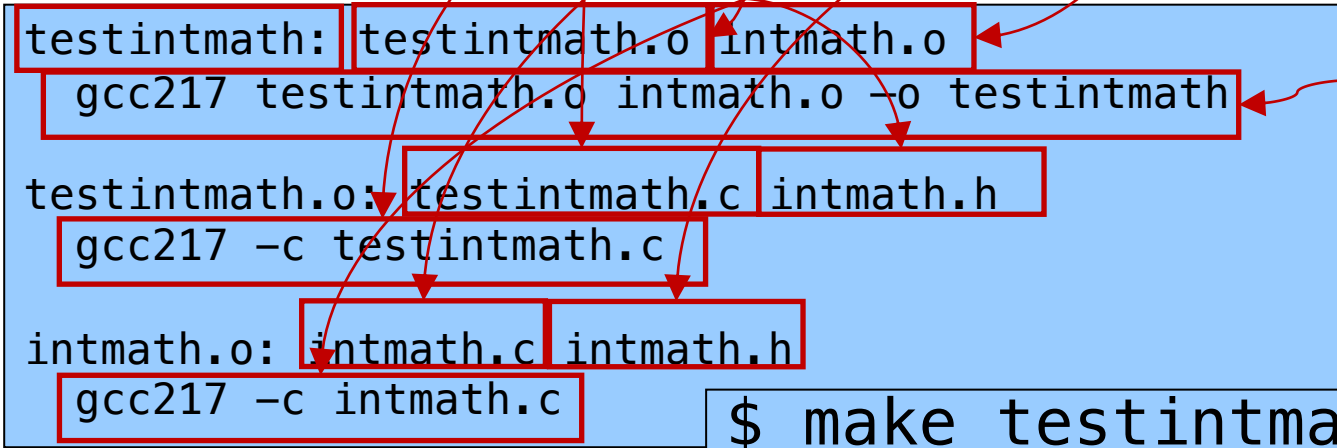 testintmath: testintmath.o intmath.o
gcc217 testintmath.o intmath.o –o testintmath
testintmath.o: testintmath.c intmath.h
gcc217 –c testintmath.c
intmath.o: intmath.c intmath.h
gcc217 –c intmath.c
$ make testintma